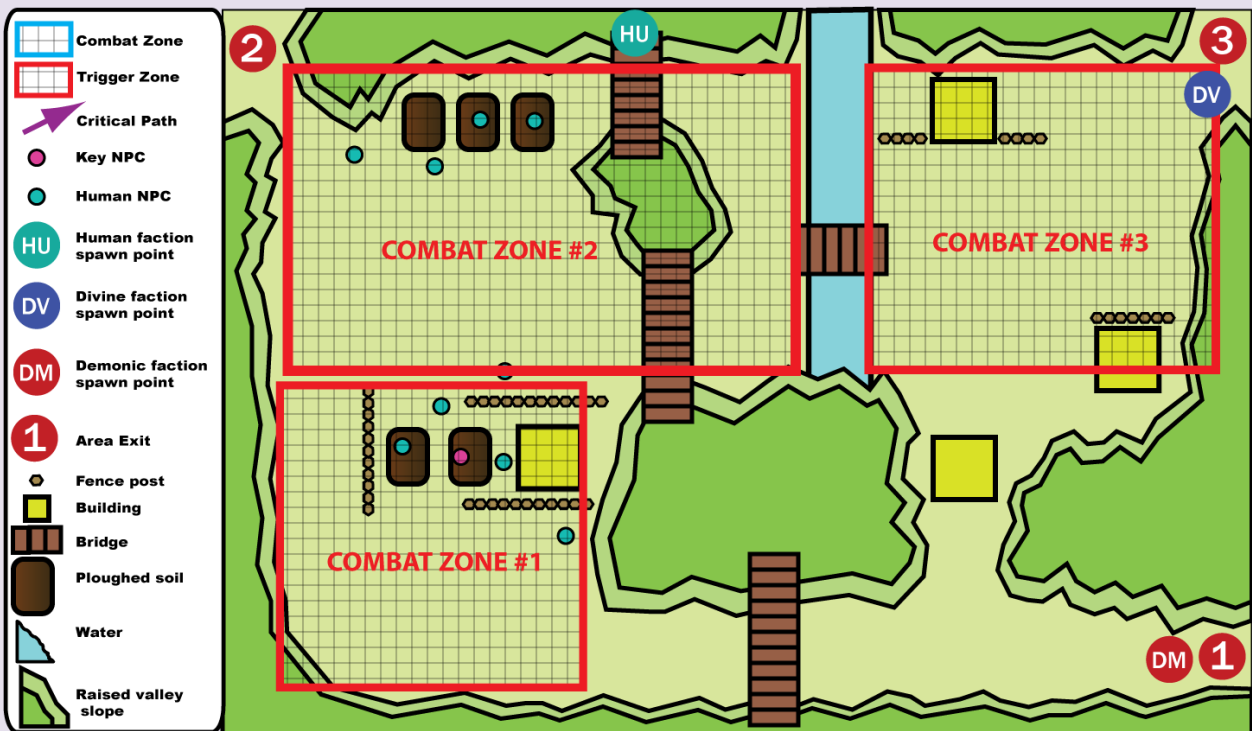 Combat Zone
Trigger Zone
Critical Path
Key NPC
Human NPC
HU
Human faction
spawn point
DV
Divine faction
spawn point
DM
Demonic faction
spawn point
1
Area Exit
Fence post
Building
Bridge
Ploughed soil
Water
Raised valley
slope
2
HU
3
DV
COMBAT ZONE #2
COMBAT ZONE #3
COMBAT ZONE #1
DM
1